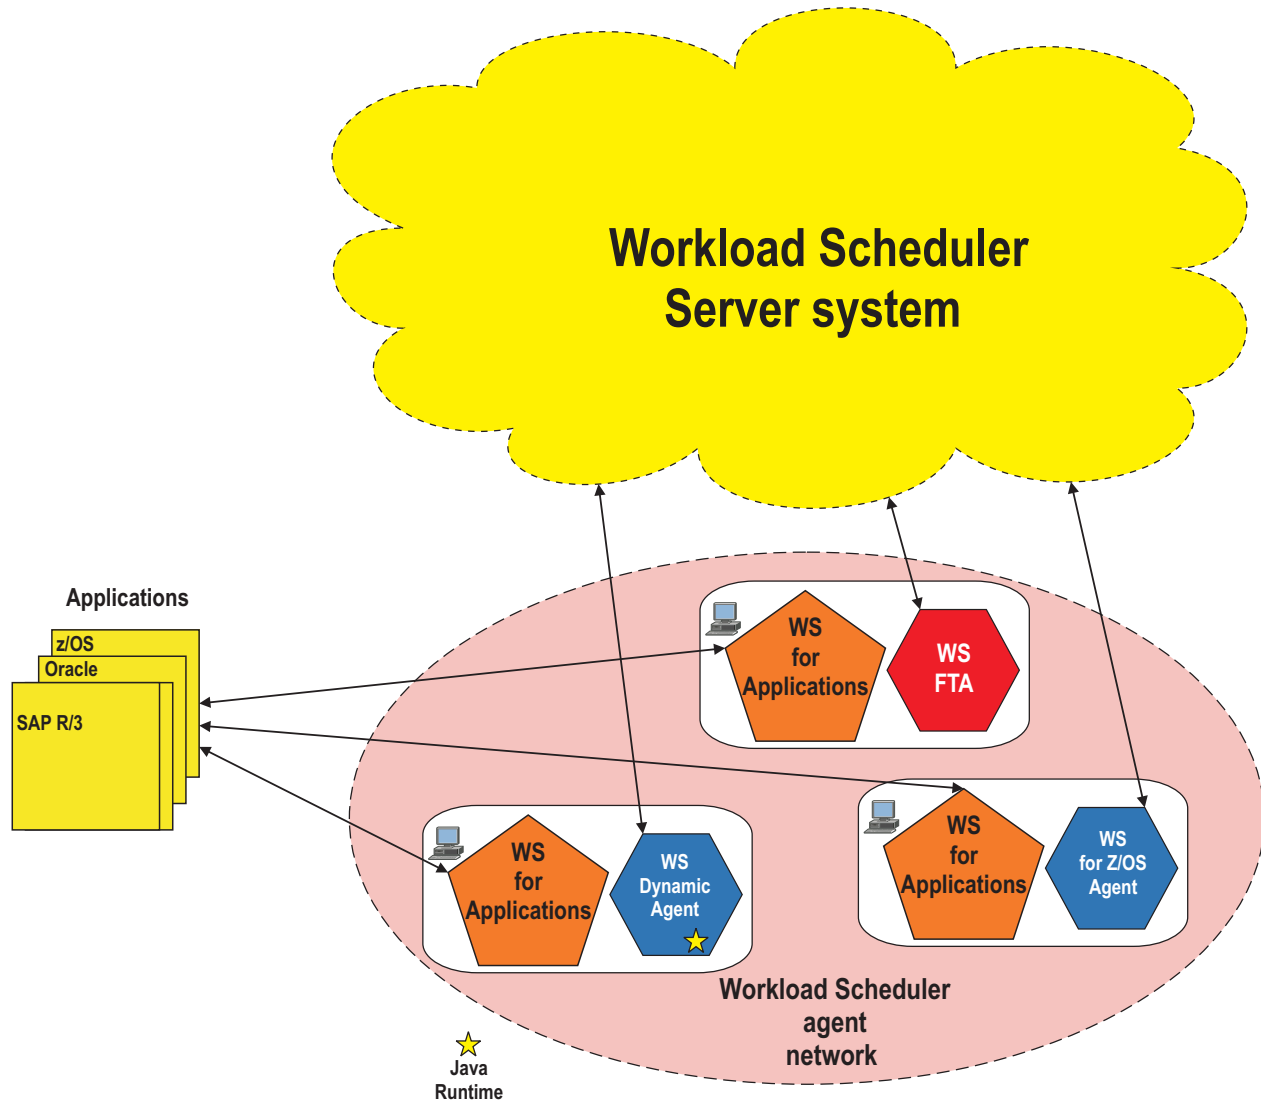 Workload Scheduler
Server system
Applications
z/OS
Oracle
SAP R/3
WS
for
Applications
WS
FTA
WS
for
Applications
WS
Dynamic
Agent
WS
for
Applications
WS
for Z/OS
Agent
Workload Scheduler
agent
network
Java
Runtime